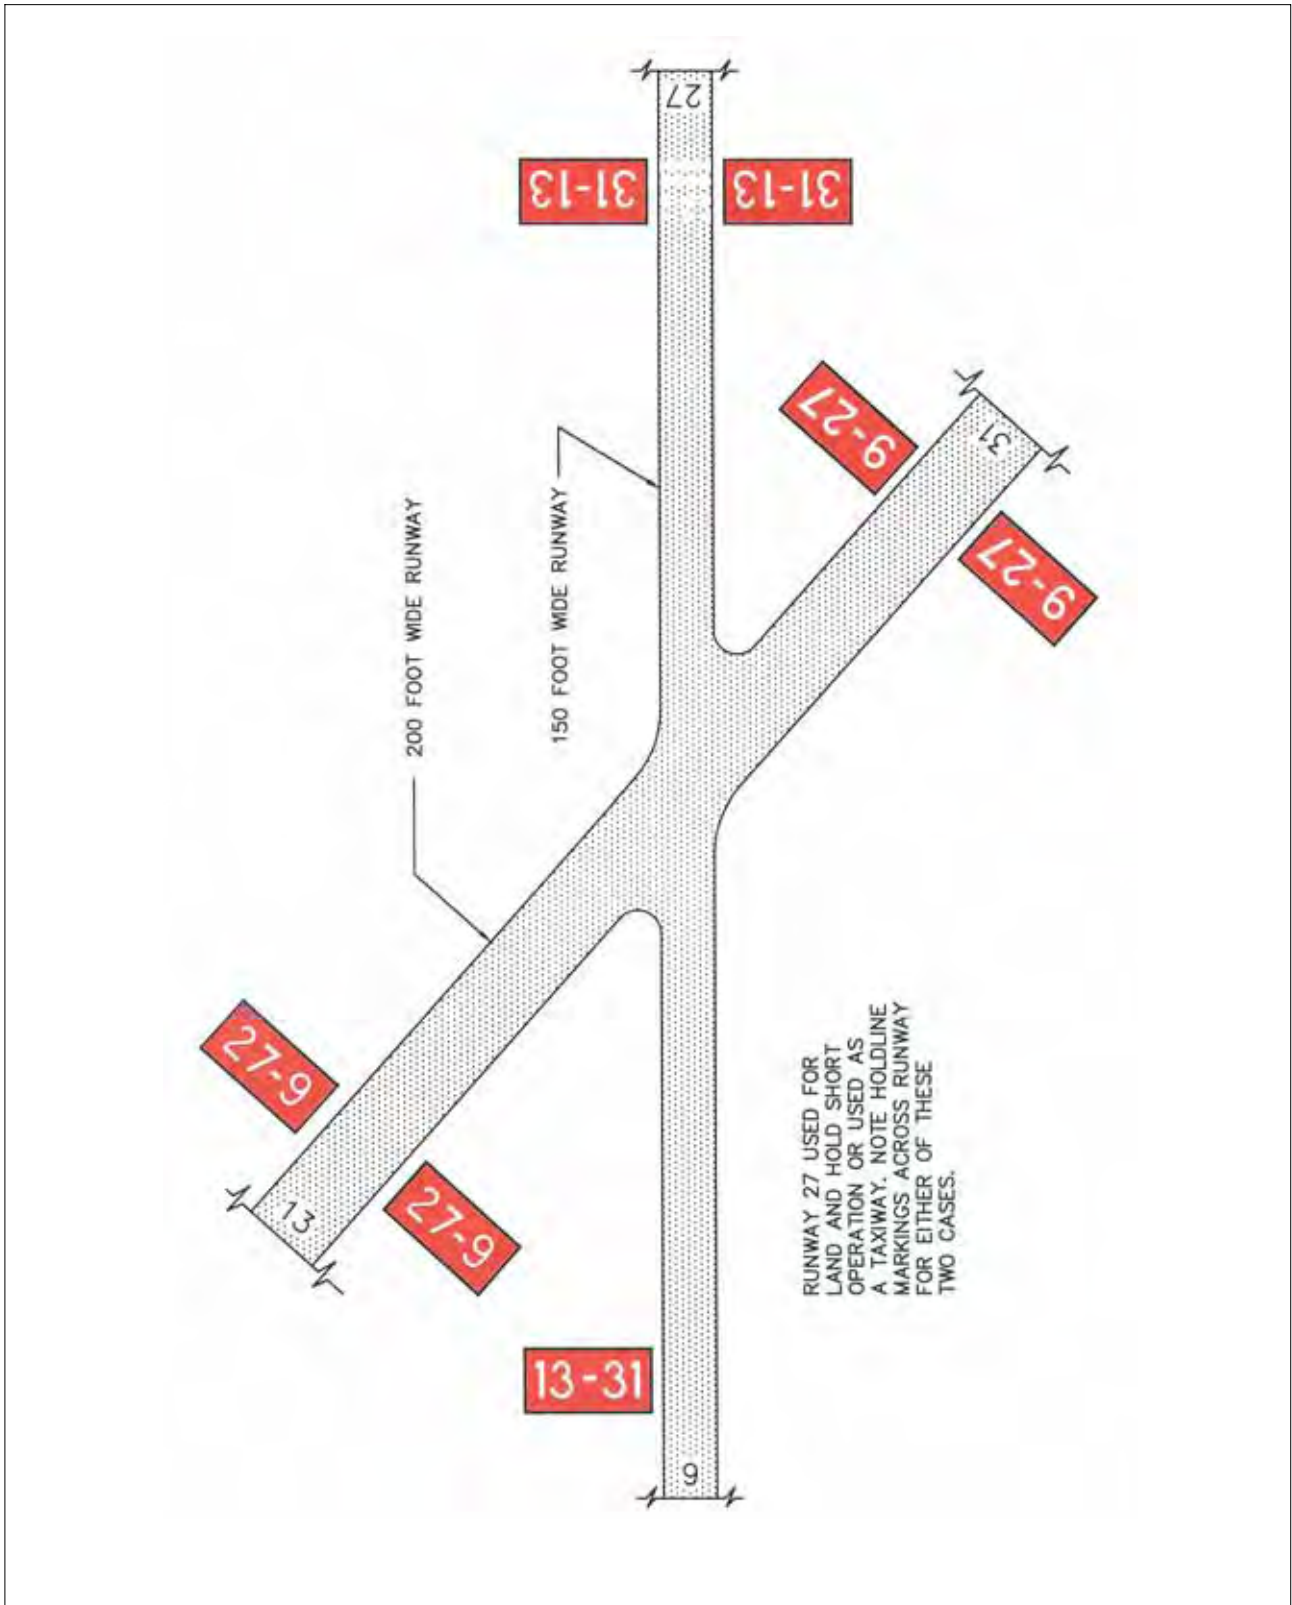 27
31-13
31-13
9-27
31
9-27
200 FOOT WIDE RUNWAY
150 FOOT WIDE RUNWAY
27-9
13
27-9
13-31
9
RUNWAY 27 USED FOR
LAND AND HOLD SHORT
OPERATION OR USED AS
A TAXIWAY. NOTE HOLDLINE
MARKINGS ACROSS RUNWAY
FOR EITHER OF THESE
TWO CASES.